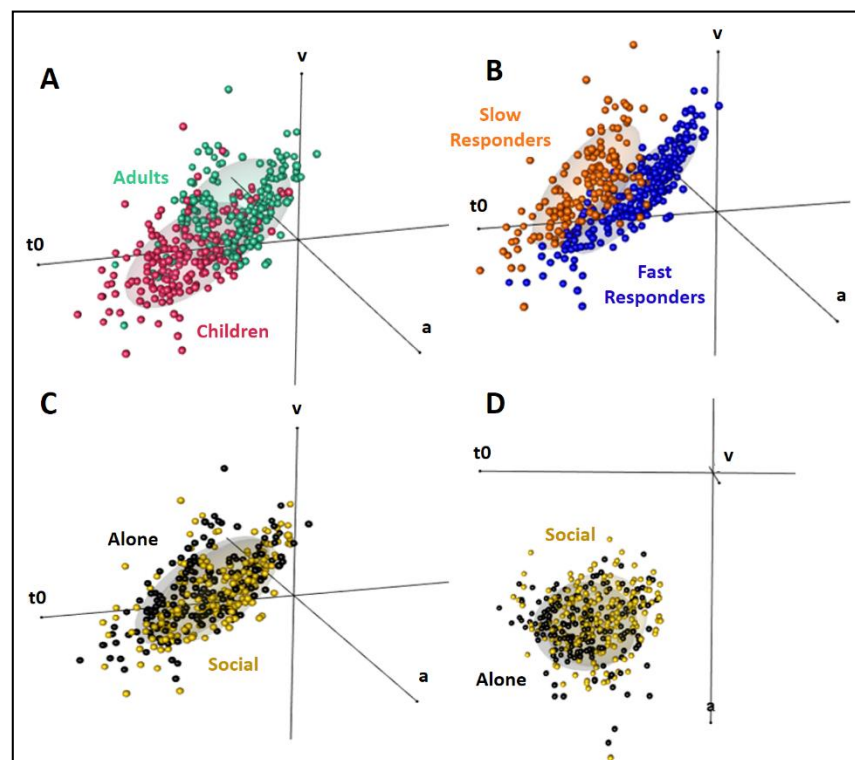 A
v
Adults
t0
Children
a
B
v
Slow
Responders
t0
Fast
Responders
a
C
v
Alone
t0
Social
a
D
t0
v
Social
Alone
a